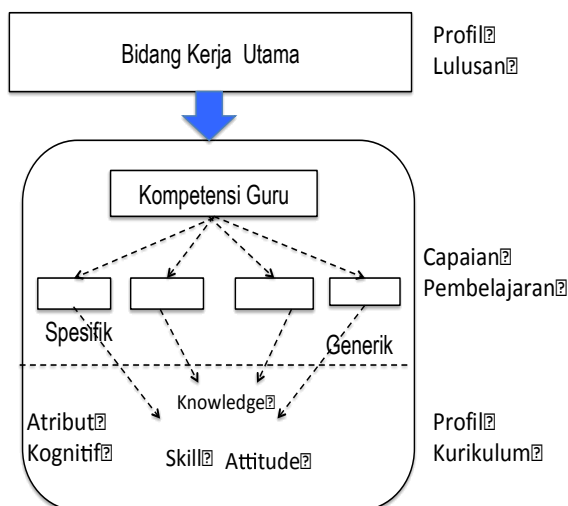 Bidang Kerja Utama
Profil⍰
Lulusan⍰
Kompetensi Guru
Capaian⍰
Pembelajaran⍰
Spesifik
Generik
Knowledge⍰
Atribut⍰
Kognitif⍰
Skill⍰ Attitude⍰
Profil⍰
Kurikulum⍰